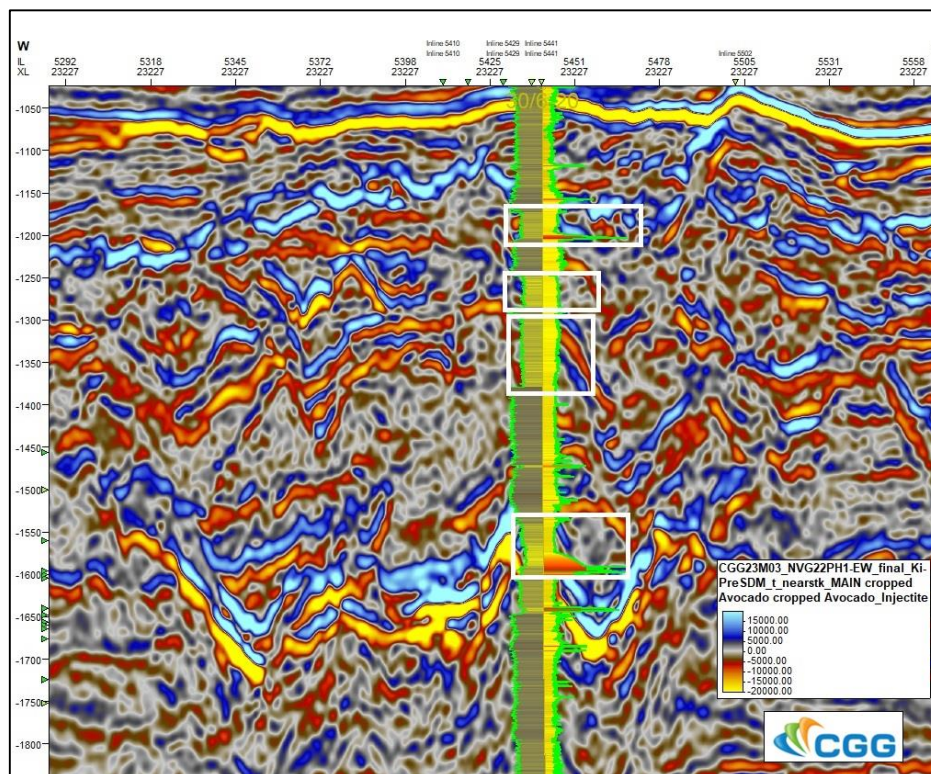 W
Inline 5410 Inline 5429 Inline 5441
Inline 5410 Inline 5429 Inline 5441 Inline 5502
IL 5292 5318 5345 5372 5398 5425 5451 5478 5505 5531 5558
XL 23227 23227 23227 23227 23227 23227 23227 23227 23227 23227 23227
-1050
-1100
-1150
-1200
-1250
-1300
-1350
-1400
-1450
-1500
-1550
-1600
-1650
-1700
-1750
-1800
CGG23M03_NVG22PH1-EW_final_Ki-
PreSDM_t_nearstk_MAIN cropped
Avocado cropped Avocado_Injectite
15000.00
10000.00
5000.00
0.00
-5000.00
-10000.00
-15000.00
-20000.00
CGG